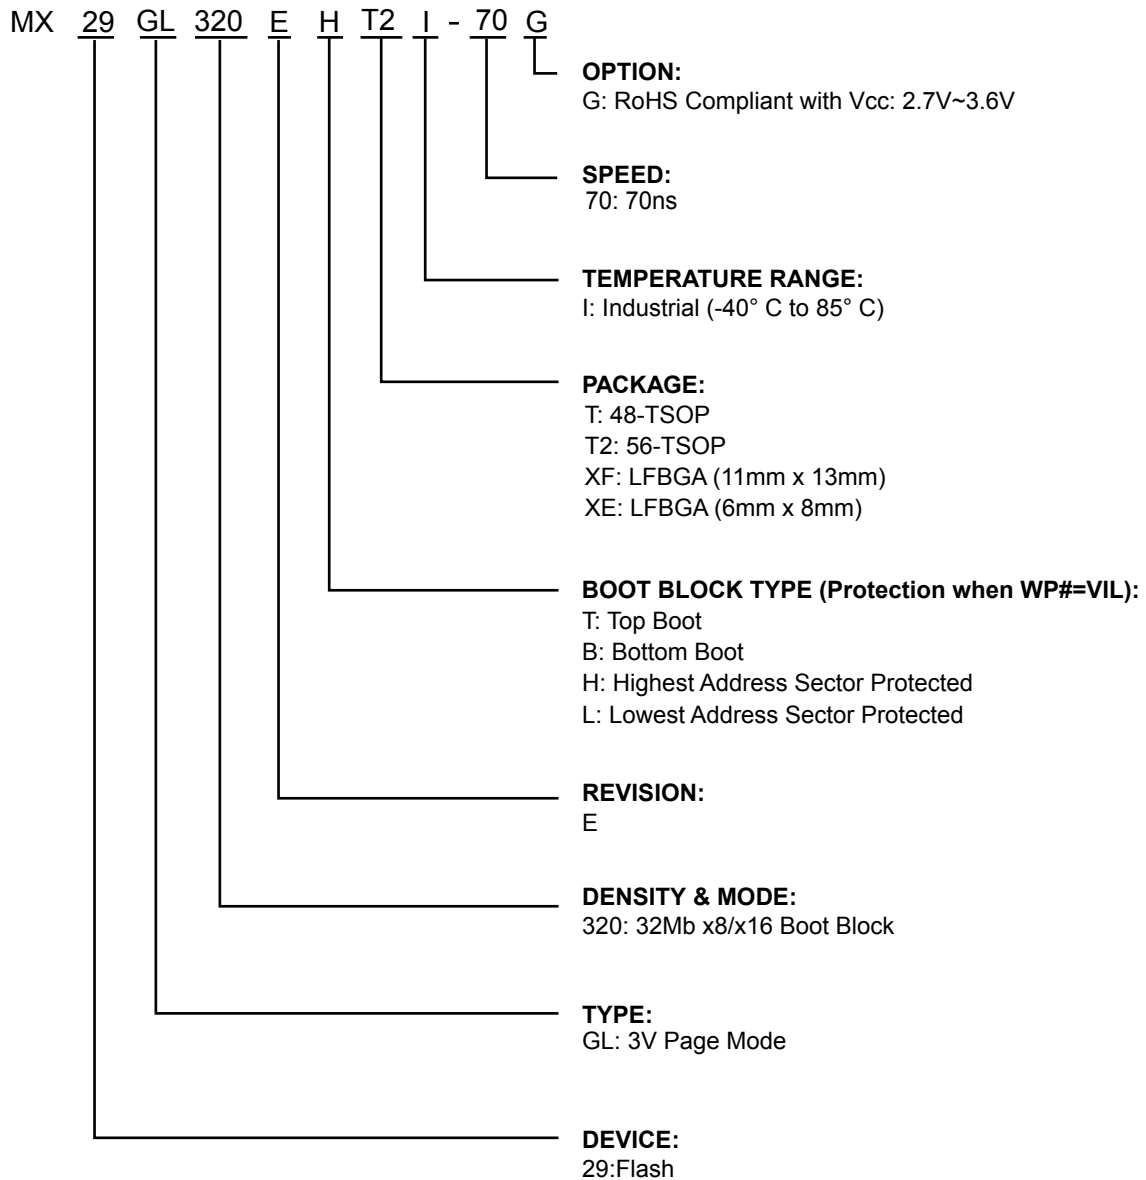 MX 29 GL 320 E H T2 I - 70 G
OPTION:
G: RoHS Compliant with Vcc: 2.7V~3.6V
SPEED:
70: 70ns
TEMPERATURE RANGE:
I: Industrial (-40° C to 85° C)
PACKAGE:
T: 48-TSOP
T2: 56-TSOP
XF: LFBGA (11mm x 13mm)
XE: LFBGA (6mm x 8mm)
BOOT BLOCK TYPE (Protection when WP#=VIL):
T: Top Boot
B: Bottom Boot
H: Highest Address Sector Protected
L: Lowest Address Sector Protected
REVISION:
E
DENSITY & MODE:
320: 32Mb x8/x16 Boot Block
TYPE:
GL: 3V Page Mode
DEVICE:
29:Flash